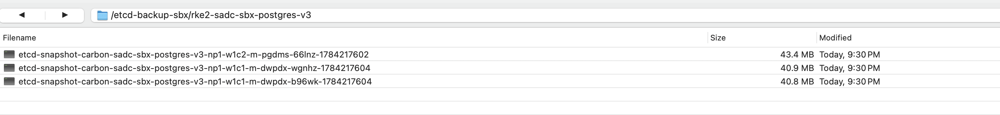 /etcd-backup-sbx/rke2-sadc-sbx-postgres-v3
Filename Size Modified
etcd-snapshot-carbon-sadc-sbx-postgres-v3-np1-w1c2-m-pgdms-66lnz-1784217602 43.4 MB Today, 9:30 PM
etcd-snapshot-carbon-sadc-sbx-postgres-v3-np1-w1c1-m-dwpdx-wgnhz-1784217604 40.9 MB Today, 9:30 PM
etcd-snapshot-carbon-sadc-sbx-postgres-v3-np1-w1c1-m-dwpdx-b96wk-1784217604 40.8 MB Today, 9:30 PM